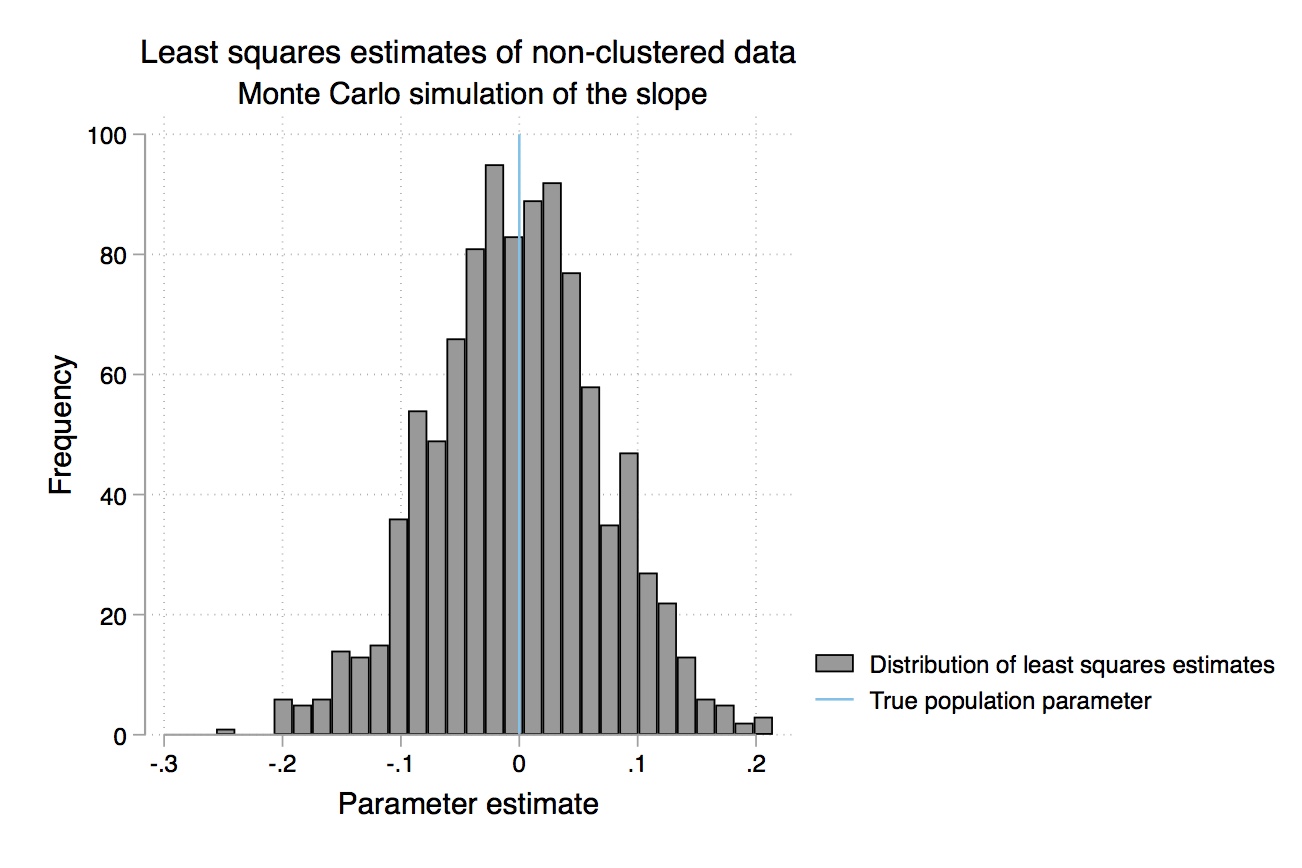 Least squares estimates of non-clustered data
Monte Carlo simulation of the slope
100
80
60
40
20
0
Frequency
-.3 -.2 -.1 0 .1 .2
Parameter estimate
Distribution of least squares estimates
True population parameter